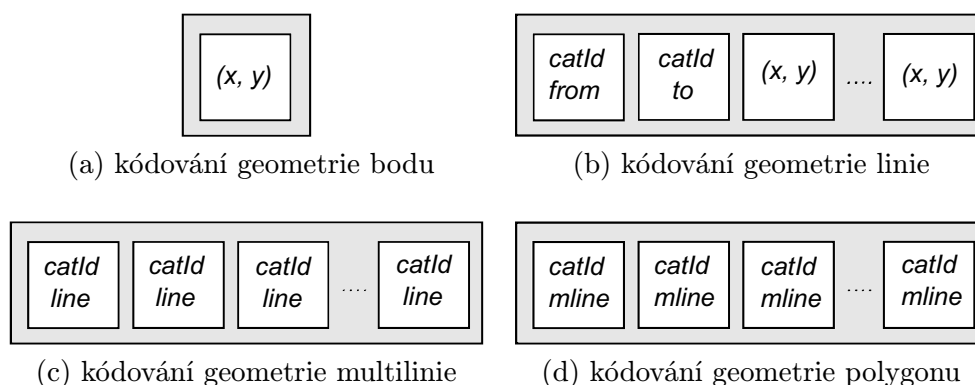 (x, y)
catId from
catId to
(x, y)
....
(x, y)
(a) kódování geometrie bodu
(b) kódování geometrie linie
catId line
catId line
catId line
....
catId line
catId mline
catId mline
catId mline
....
catId mline
(c) kódování geometrie multilinie
(d) kódování geometrie polygonu